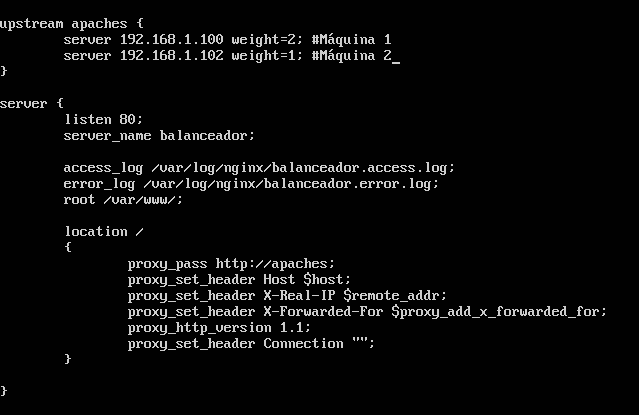 upstream apaches {
        server 192.168.1.100 weight=2; #Máquina 1
        server 192.168.1.102 weight=1; #Máquina 2_
}
server {
        listen 80;
        server_name balanceador;
        access_log /var/log/nginx/balanceador.access.log;
        error_log /var/log/nginx/balanceador.error.log;
        root /var/www/;
        location /
        {
                proxy_pass http://apaches;
                proxy_set_header Host $host;
                proxy_set_header X-Real-IP $remote_addr;
                proxy_set_header X-Forwarded-For $proxy_add_x_forwarded_for;
                proxy_http_version 1.1;
                proxy_set_header Connection "";
        }
}